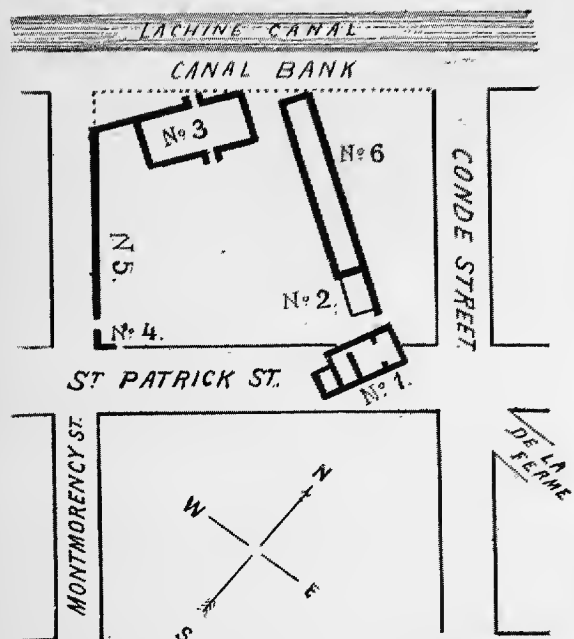 LACHINE CANAL
CANAL BANK
Nº 3
Nº 6
CONDE STREET.
N 5.
Nº 2.
Nº 4.
ST PATRICK ST.
Nº 1.
DE LA
FERME
MONTMORENCY ST.
N
W
E
S